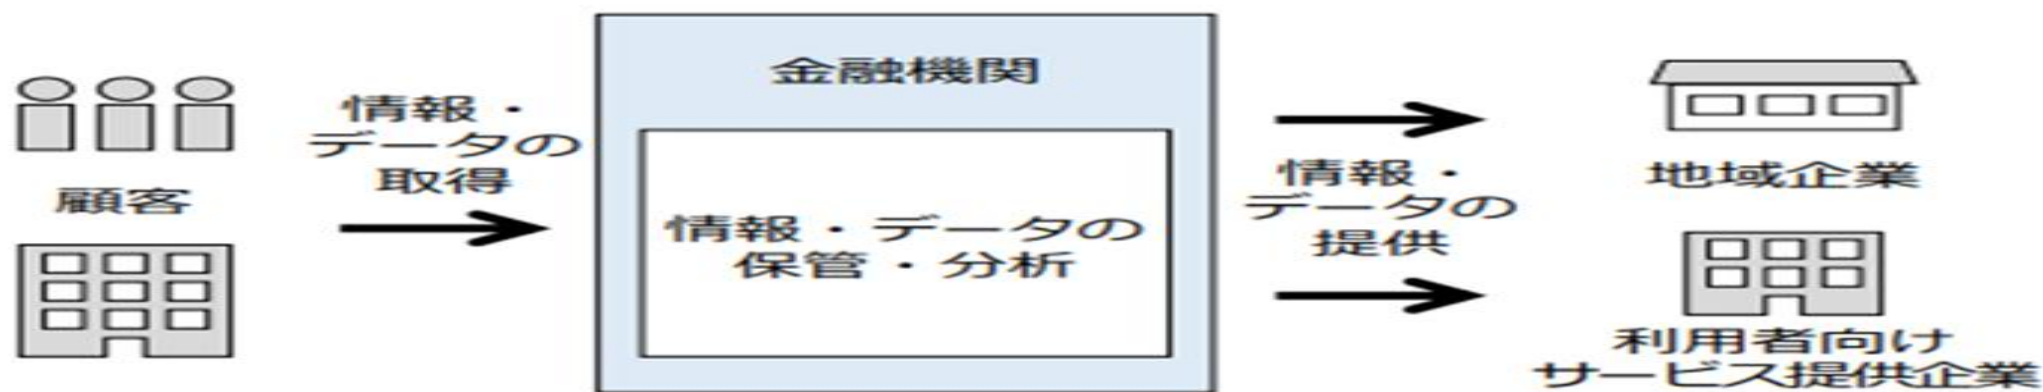 顧客
情報・
データの
取得
金融機関
情報・データの
保管・分析
情報・
データの
提供
地域企業
利用者向け
サービス提供企業